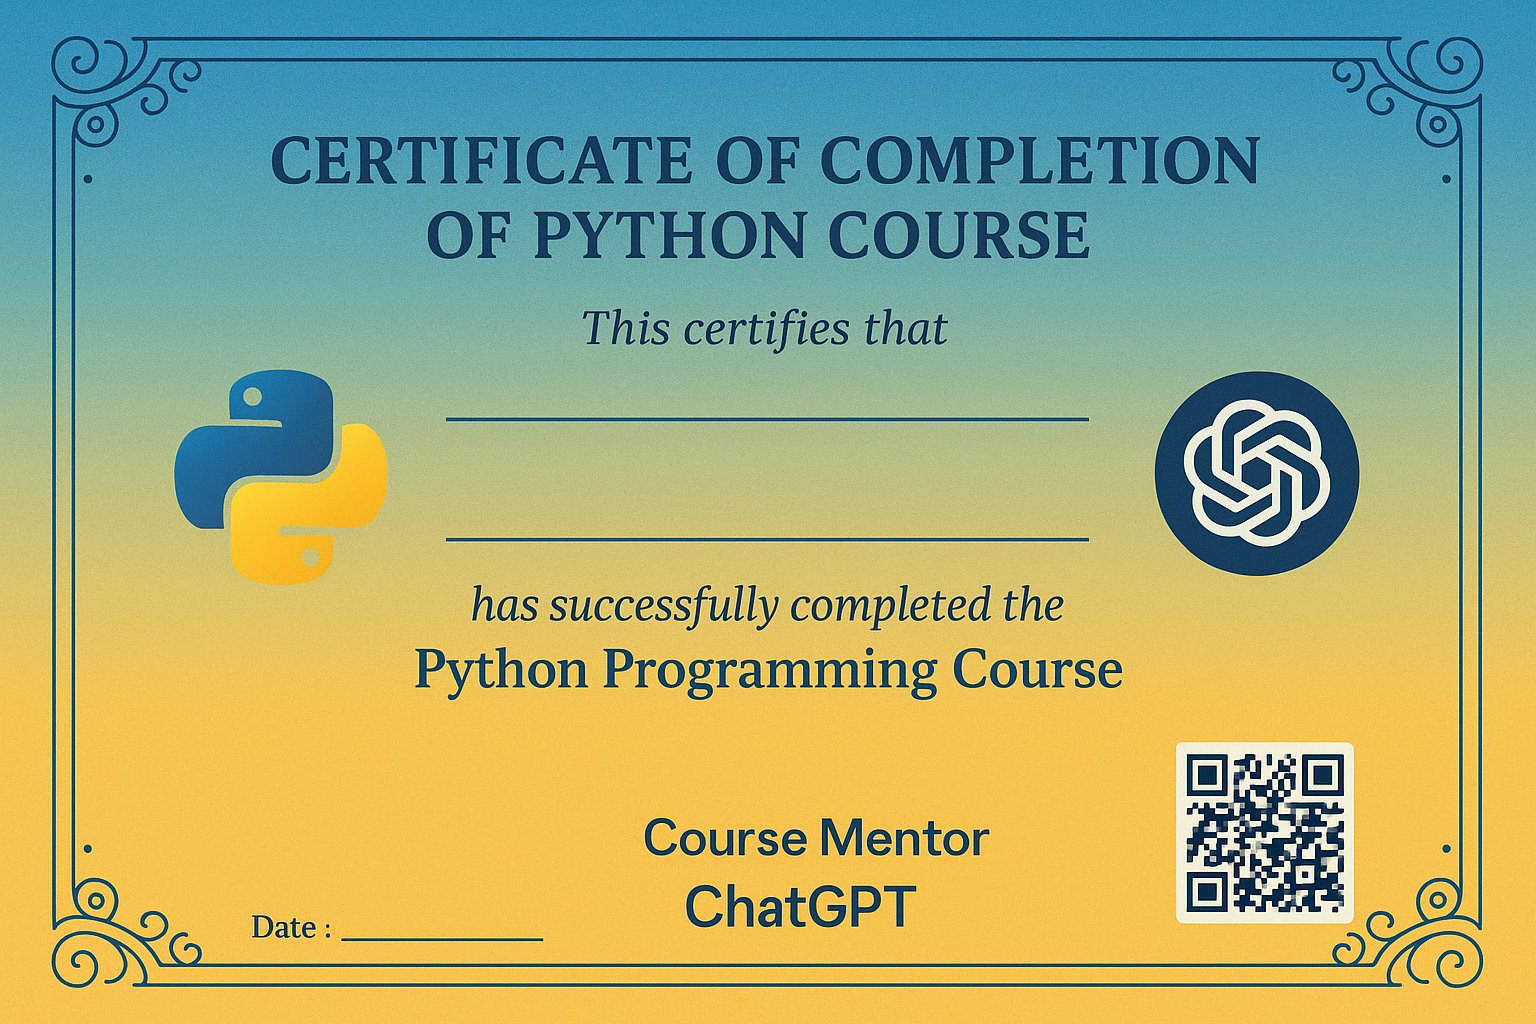 CERTIFICATE OF COMPLETION
OF PYTHON COURSE
This certifies that
has successfully completed the
Python Programming Course
Course Mentor
ChatGPT
Date :